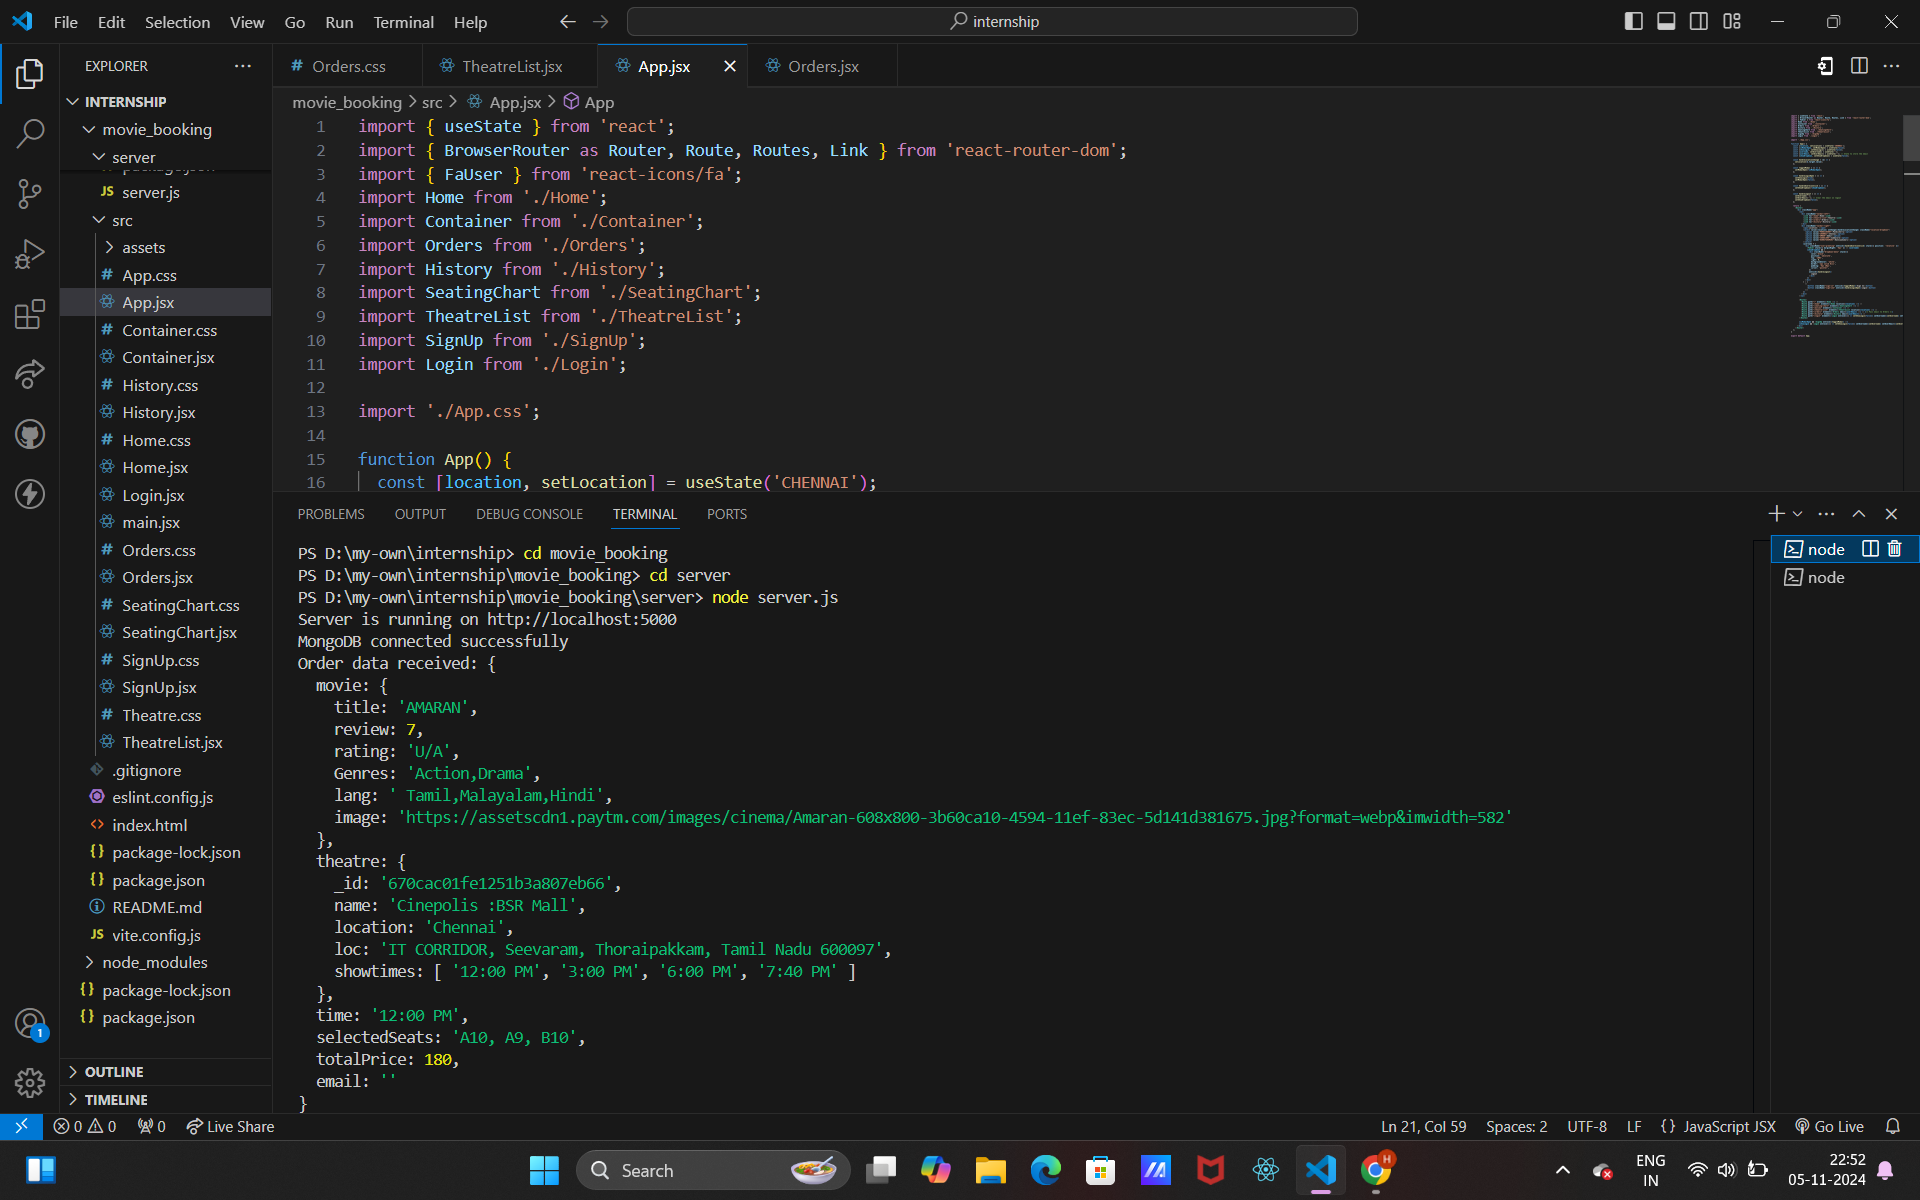 File Edit Selection View Go Run Terminal Help
internship
EXPLORER
INTERNSHIP
movie_booking
server
server.js
src
assets
App.css
App.jsx
Container.css
Container.jsx
History.css
History.jsx
Home.css
Home.jsx
Login.jsx
main.jsx
Orders.css
Orders.jsx
SeatingChart.css
SeatingChart.jsx
SignUp.css
SignUp.jsx
Theatre.css
TheatreList.jsx
.gitignore
eslint.config.js
index.html
package-lock.json
package.json
README.md
vite.config.js
node_modules
package-lock.json
package.json
OUTLINE
TIMELINE
Orders.css TheatreList.jsx App.jsx Orders.jsx
movie_booking > src > App.jsx > App
1 import { useState } from 'react';
2 import { BrowserRouter as Router, Route, Routes, Link } from 'react-router-dom';
3 import { FaUser } from 'react-icons/fa';
4 import Home from './Home';
5 import Container from './Container';
6 import Orders from './Orders';
7 import History from './History';
8 import SeatingChart from './SeatingChart';
9 import TheatreList from './TheatreList';
10 import SignUp from './SignUp';
11 import Login from './Login';
12
13 import './App.css';
14
15 function App() {
16 const [location, setLocation] = useState('CHENNAI');
PROBLEMS OUTPUT DEBUG CONSOLE TERMINAL PORTS
PS D:\my-own\internship> cd movie_booking
PS D:\my-own\internship\movie_booking> cd server
PS D:\my-own\internship\movie_booking\server> node server.js
Server is running on http://localhost:5000
MongoDB connected successfully
Order data received: {
movie: {
title: 'AMARAN',
review: 7,
rating: 'U/A',
Genres: 'Action,Drama',
lang: ' Tamil,Malayalam,Hindi',
image: 'https://assetscdn1.paytm.com/images/cinema/Amaran-608x800-3b60ca10-4594-11ef-83ec-5d141d381675.jpg?format=webp&imwidth=582'
},
theatre: {
_id: '670cac01fe1251b3a807eb66',
name: 'Cinepolis :BSR Mall',
location: 'Chennai',
loc: 'IT CORRIDOR, Seevaram, Thoraipakkam, Tamil Nadu 600097',
showtimes: [ '12:00 PM', '3:00 PM', '6:00 PM', '7:40 PM' ]
},
time: '12:00 PM',
selectedSeats: 'A10, A9, B10',
totalPrice: 180,
email: ''
}
node
node
1
0 0 0 Live Share
Ln 21, Col 59 Spaces: 2 UTF-8 LF {} JavaScript JSX Go Live
Search
H
ENG
IN
22:52
05-11-2024